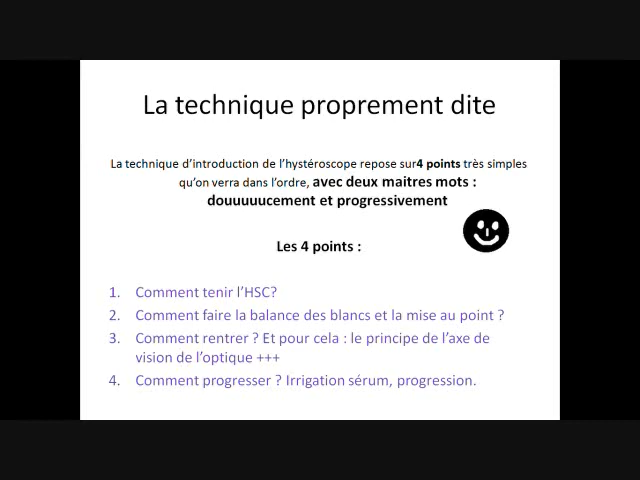 La technique proprement dite
La technique d'introduction de l'hystéroscope repose sur4 points très simples
qu'on verra dans l'ordre, avec deux maitres mots :
douuuuucement et progressivement
Les 4 points :
1. Comment tenir l'HSC?
2. Comment faire la balance des blancs et la mise au point ?
3. Comment rentrer ? Et pour cela : le principe de l'axe de
vision de l'optique +++
4. Comment progresser ? Irrigation sérum, progression.